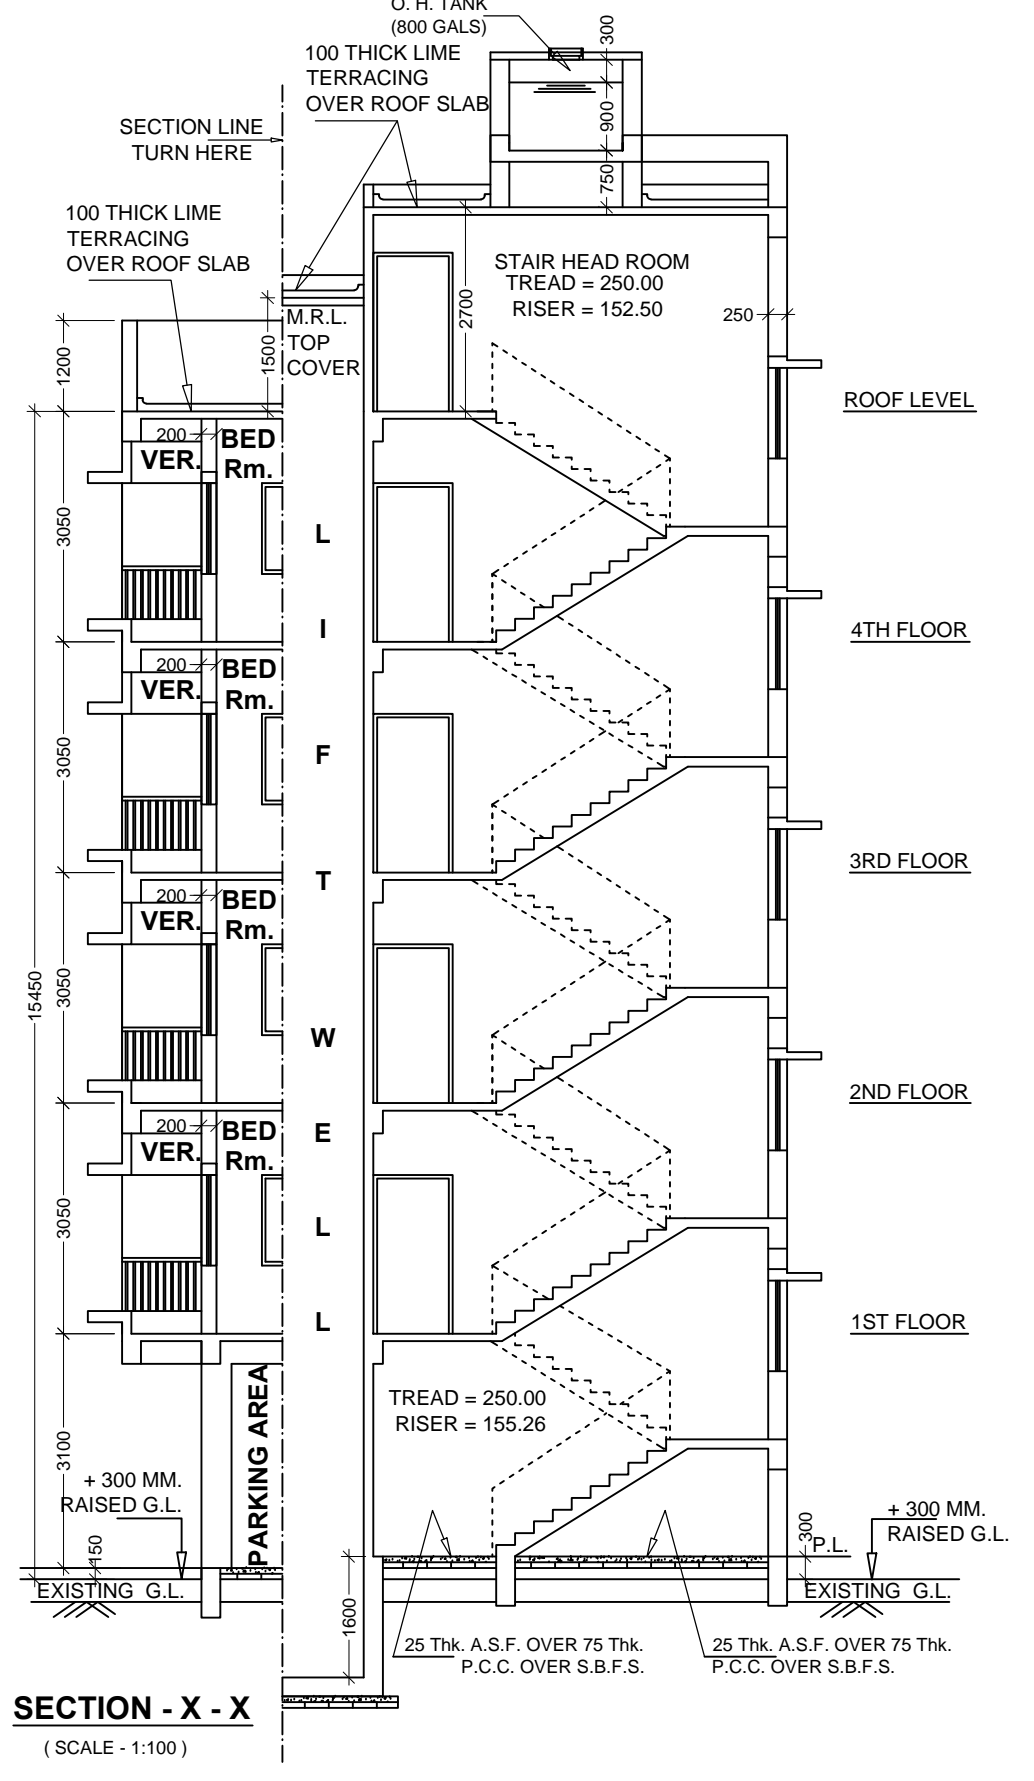 O. H. TANK
(800 GALS)
300
100 THICK LIME
TERRACING
OVER ROOF SLAB
900
SECTION LINE
TURN HERE
750
100 THICK LIME
TERRACING
OVER ROOF SLAB
STAIR HEAD ROOM
TREAD = 250.00
RISER = 152.50
2700
250
M.R.L.
TOP
COVER
1500
1200
ROOF LEVEL
200
BED
Rm.
VER.
3050
L
I
F
T
W
E
L
L
4TH FLOOR
200
BED
Rm.
VER.
3050
3RD FLOOR
200
BED
Rm.
VER.
3050
15450
2ND FLOOR
200
BED
Rm.
VER.
3050
1ST FLOOR
TREAD = 250.00
RISER = 155.26
PARKING AREA
3100
+ 300 MM.
RAISED G.L.
150
EXISTING G.L.
+ 300 MM.
RAISED G.L.
300
P.L.
EXISTING G.L.
1600
25 Thk. A.S.F. OVER 75 Thk.
P.C.C. OVER S.B.F.S.
25 Thk. A.S.F. OVER 75 Thk.
P.C.C. OVER S.B.F.S.
SECTION - X - X
( SCALE - 1:100 )